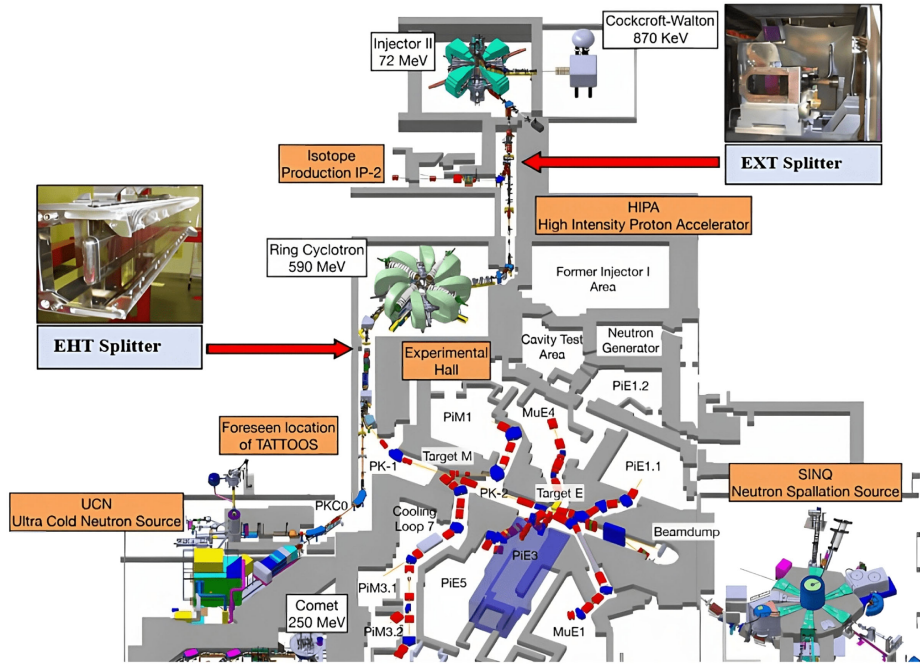 Cockcroft-Walton
870 KeV
Injector II
72 MeV
EXT Splitter
Isotope
Production IP-2
HIPA
High Intensity Proton Accelerator
Ring Cyclotron
590 MeV
Former Injector I
Area
EHT Splitter
Cavity Test
Area
Neutron
Generator
Experimental
Hall
PiE1.2
PiM1
MuE4
Foreseen location
of TATTOOS
Target M
PK-1
PiE1.1
SINQ
Neutron Spallation Source
UCN
Ultra Cold Neutron Source
PKC0
PK-2
Target E
Cooling
Loop 7
Beamdump
PiE3
PiM3.1
PiE5
Comet
250 MeV
PiM3.2
MuE1